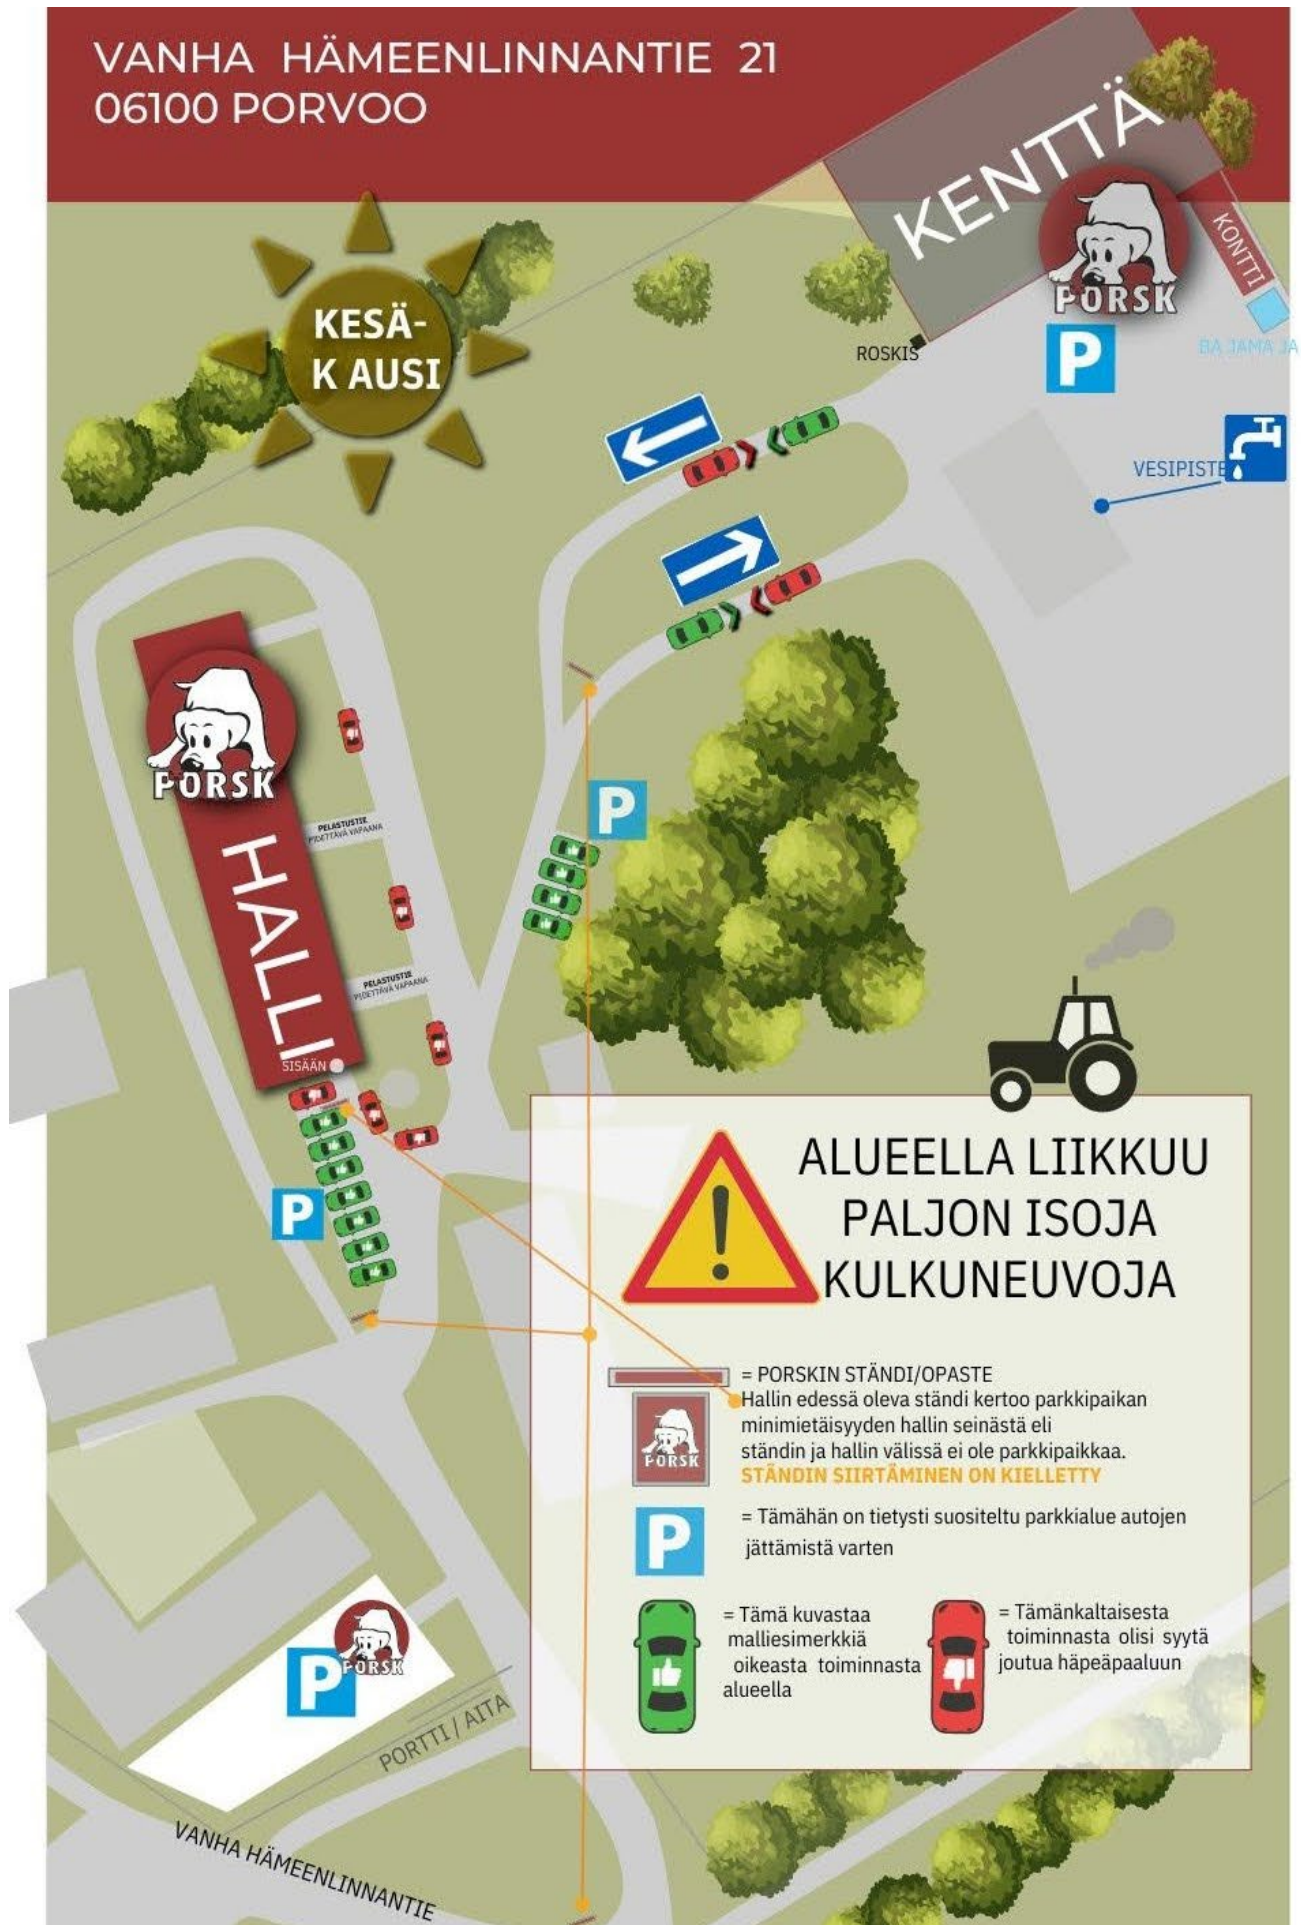 VANHA HÄMEENLINNANTIE 21
06100 PORVOO
KENTTÄ
KONTTI
PORSK
P
BAJAMAJA
KESÄ-
KAUSI
ROSKIS
VESIPISTE
PORSK
HALLI
PELASTUSTIE
PIDETTÄVÄ VAPAANA
P
PELASTUSTIE
PIDETTÄVÄ VAPAANA
SISÄÄN
P
ALUEELLA LIIKKUU
PALJON ISOJA
KULKUNEUVOJA
= PORSKIN STÄNDI/OPASTE
Hallin edessä oleva ständi kertoo parkkipaikan
minimietäisyyden hallin seinästä eli
ständin ja hallin välissä ei ole parkkipaikkaa.
STÄNDIN SIIRTÄMINEN ON KIELLETTY
PORSK
P
= Tämähän on tietysti suositeltu parkkialue autojen
jättämistä varten
= Tämä kuvastaa
malliesimerkkiä
oikeasta toiminnasta
alueella
= Tämänkaltaisesta
toiminnasta olisi syytä
joutua häpeäpaaluun
P
PORSK
PORTTI / AITA
VANHA HÄMEENLINNANTIE